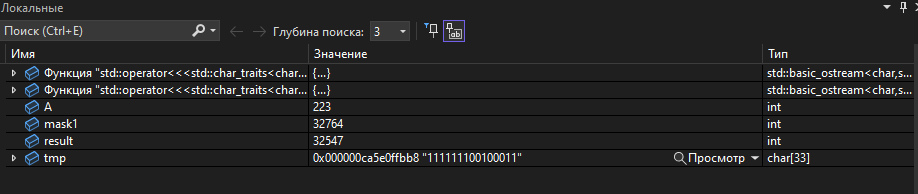 Локальные
Поиск (Ctrl+E) Глубина поиска: 3
Имя Значение Тип
Функция "std::operator<<<std::char_traits<char... {...} std::basic_ostream<char,s...
Функция "std::operator<<<std::char_traits<char... {...} std::basic_ostream<char,s...
A 223 int
mask1 32764 int
result 32547 int
tmp 0x000000ca5e0ffbb8 "111111100100011" Просмотр char[33]